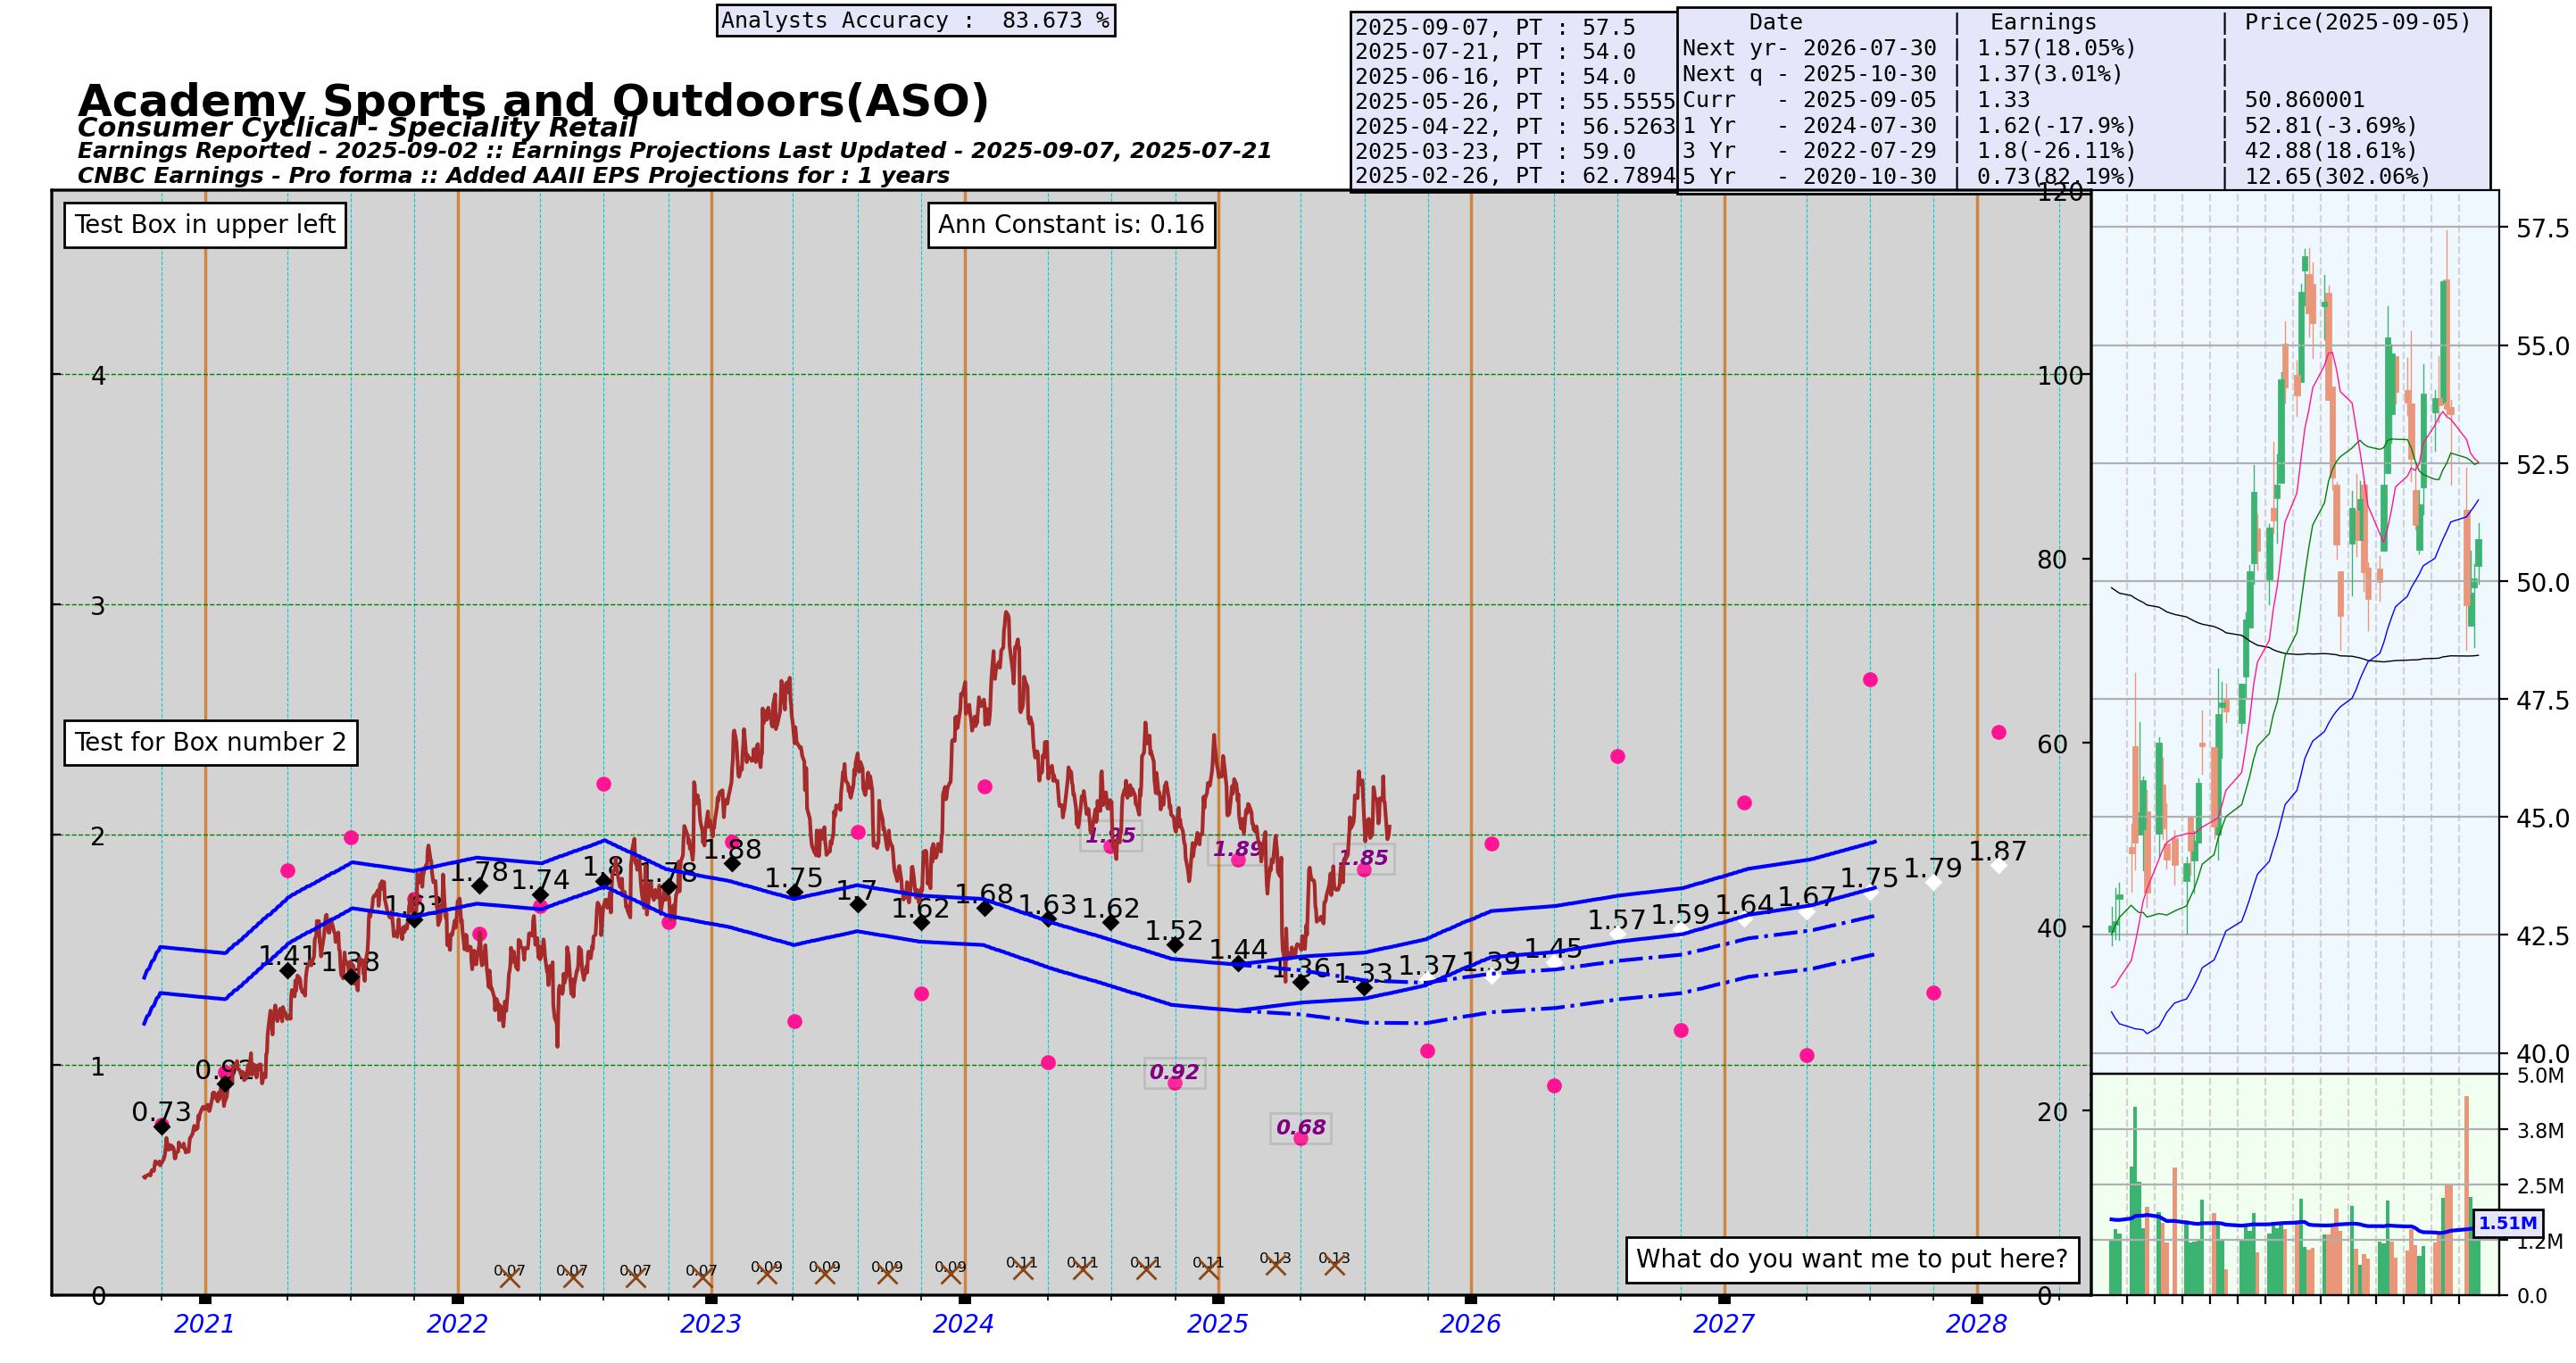 Analysts Accuracy :  83.673 %
Academy Sports and Outdoors(ASO)
Consumer Cyclical - Speciality Retail
Earnings Reported - 2025-09-02 :: Earnings Projections Last Updated - 2025-09-07, 2025-07-21
CNBC Earnings - Pro forma :: Added AAII EPS Projections for : 1 years
2025-09-07, PT : 57.5
2025-07-21, PT : 54.0
2025-06-16, PT : 54.0
2025-05-26, PT : 55.5555
2025-04-22, PT : 56.5263
2025-03-23, PT : 59.0
2025-02-26, PT : 62.7894
Date | Earnings | Price(2025-09-05)
Next yr- 2026-07-30 | 1.57(18.05%) |
Next q - 2025-10-30 | 1.37(3.01%) |
Curr - 2025-09-05 | 1.33 | 50.860001
1 Yr - 2024-07-30 | 1.62(-17.9%) | 52.81(-3.69%)
3 Yr - 2022-07-29 | 1.8(-26.11%) | 42.88(18.61%)
5 Yr - 2020-10-30 | 0.73(82.19%) | 12.65(302.06%)
Test Box in upper left
Ann Constant is: 0.16
Test for Box number 2
What do you want me to put here?
4
3
2
1
0
120
100
80
60
40
20
0
0.73
0.92
1.41
1.38
1.63
1.78
1.74
1.8
1.78
1.88
1.75
1.7
1.62
1.68
1.63
1.62
1.52
1.44
1.36
1.33
1.37
1.39
1.45
1.57
1.59
1.64
1.67
1.75
1.79
1.87
1.95
0.92
1.89
0.68
1.85
0.07
0.07
0.07
0.07
0.09
0.09
0.09
0.09
0.11
0.11
0.11
0.11
0.13
0.13
2021
2022
2023
2024
2025
2026
2027
2028
57.5
55.0
52.5
50.0
47.5
45.0
42.5
40.0
5.0M
3.8M
2.5M
1.51M
1.2M
0.0